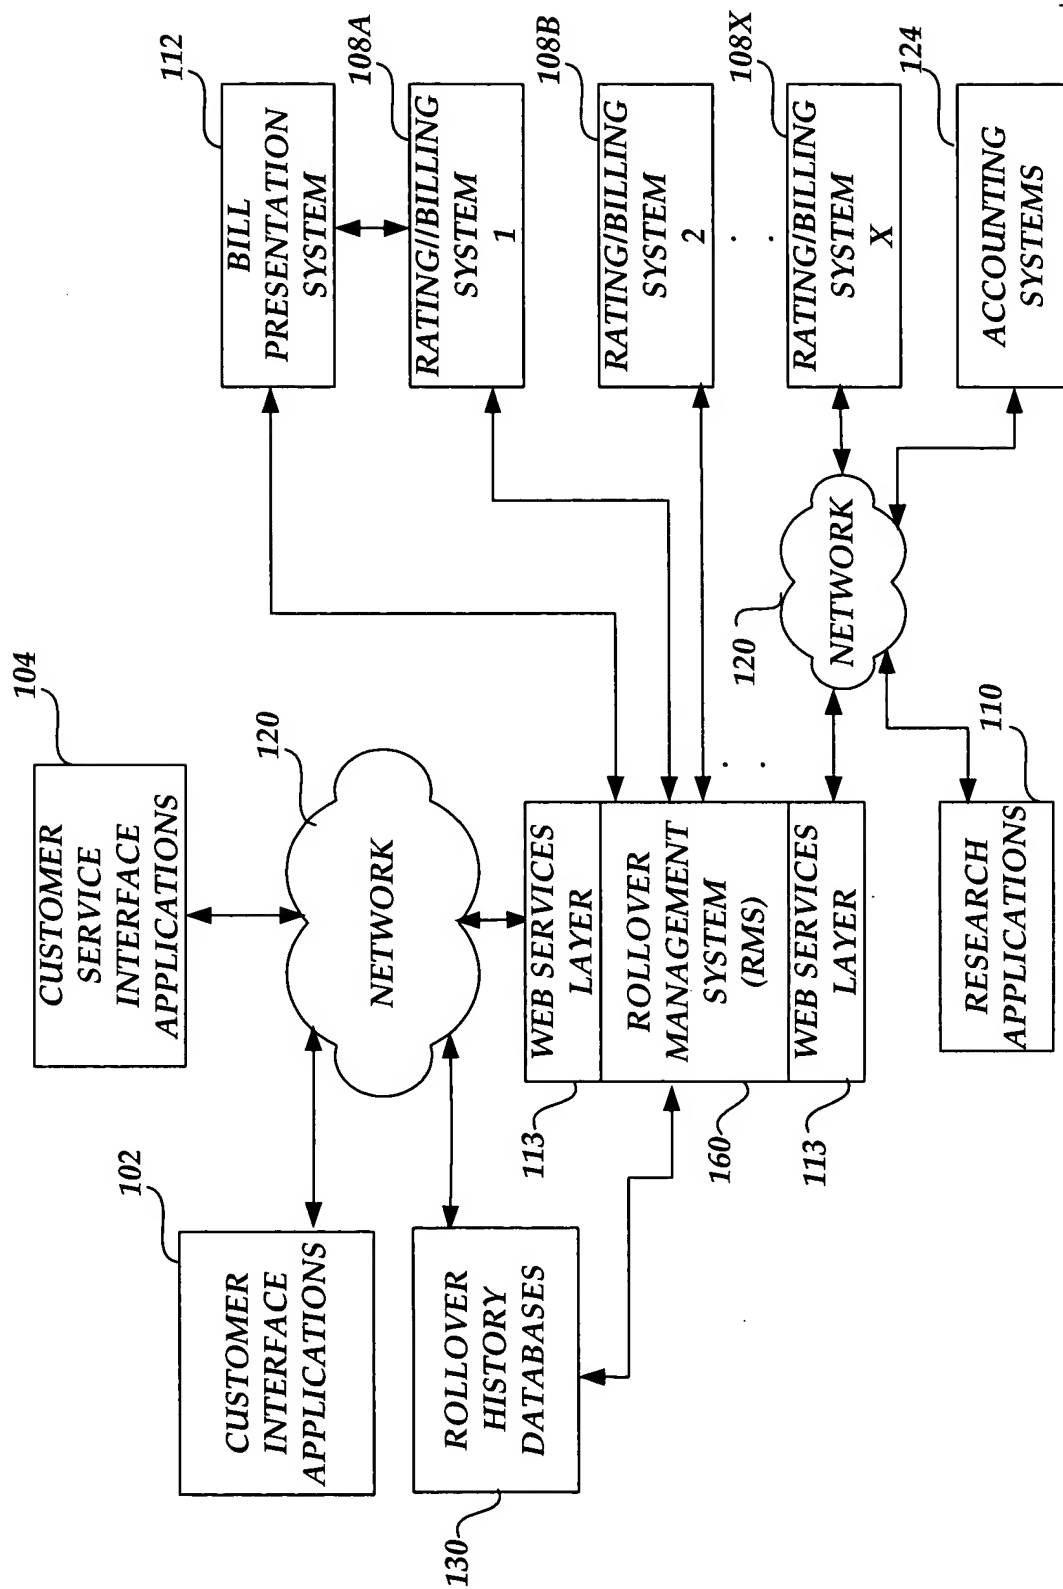 104
CUSTOMER
SERVICE
INTERFACE
APPLICATIONS
102
CUSTOMER
INTERFACE
APPLICATIONS
120
NETWORK
112
BILL
PRESENTATION
SYSTEM
108A
RATING//BILLING
SYSTEM
1
130
ROLLOVER
HISTORY
DATABASES
113
WEB SERVICES
LAYER
160
ROLLOVER
MANAGEMENT
SYSTEM
(RMS)
113
WEB SERVICES
LAYER
108B
RATING/BILLING
SYSTEM
2
108X
RATING/BILLING
SYSTEM
X
120
NETWORK
110
RESEARCH
APPLICATIONS
124
ACCOUNTING
SYSTEMS